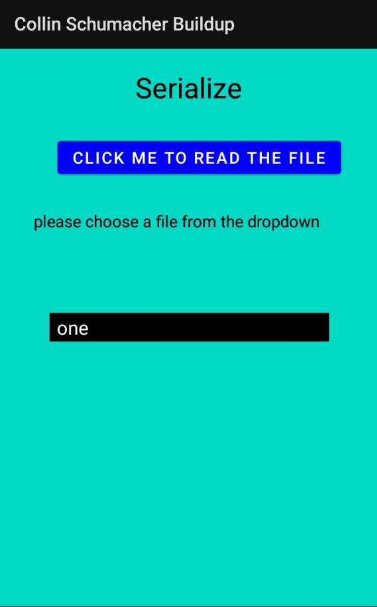 Collin Schumacher Buildup
Serialize
CLICK ME TO READ THE FILE
please choose a file from the dropdown
one